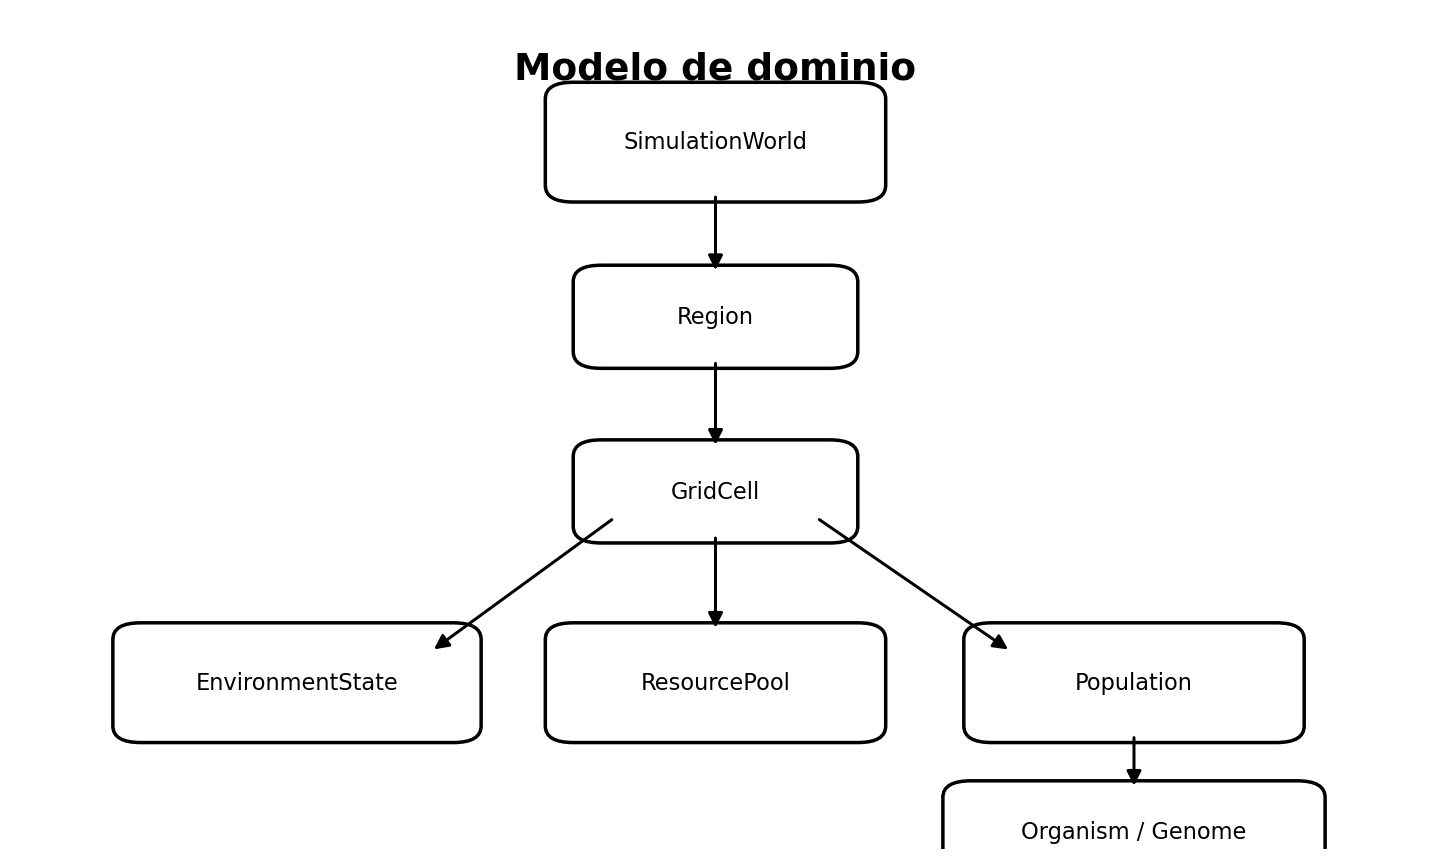 Modelo de dominio
SimulationWorld
Region
GridCell
EnvironmentState
ResourcePool
Population
Organism / Genome